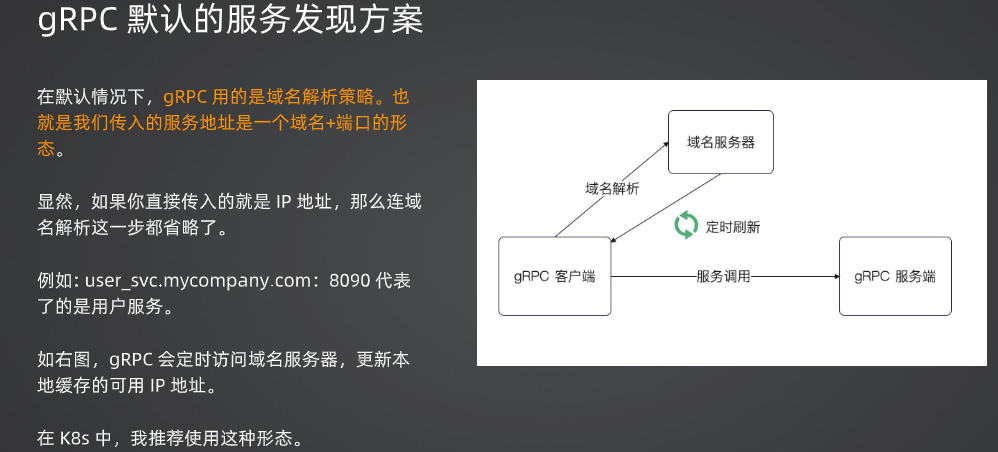 gRPC 默认的服务发现方案
在默认情况下，gRPC 用的是域名解析策略。也
就是我们传入的服务地址是一个域名+端口的形
态。
显然，如果你直接传入的就是 IP 地址，那么连域
名解析这一步都省略了。
例如: user_svc.mycompany.com：8090 代表
了的是用户服务。
如右图，gRPC 会定时访问域名服务器，更新本
地缓存的可用 IP 地址。
在 K8s 中，我推荐使用这种形态。
域名服务器
域名解析
定时刷新
gRPC 客户端
服务调用
gRPC 服务端